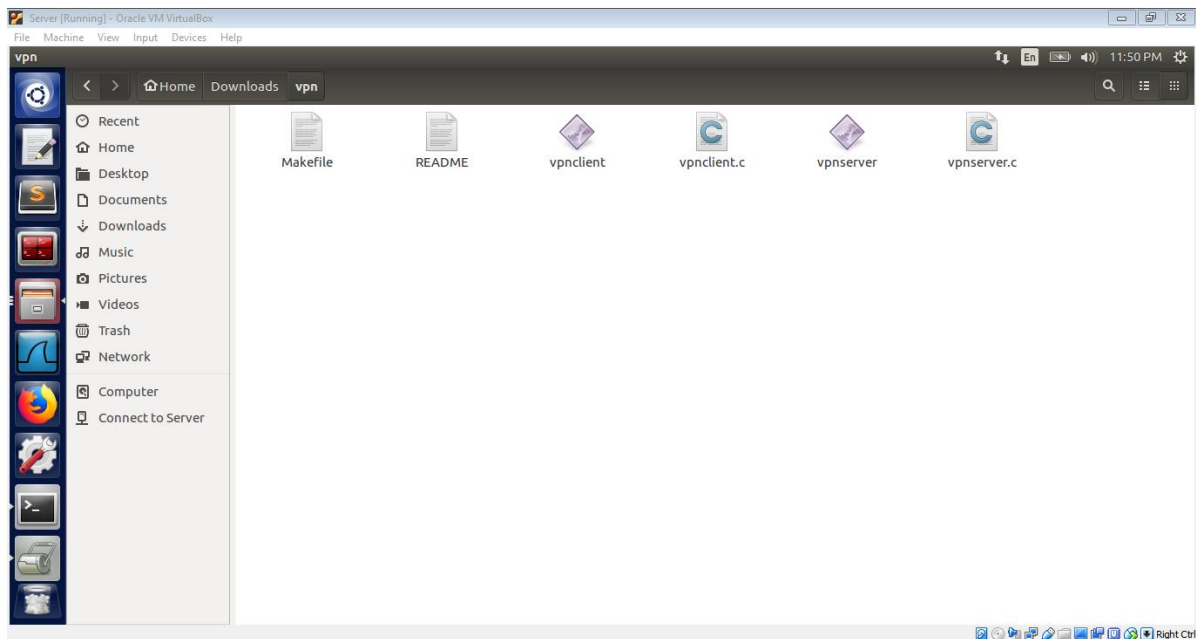 Server [Running] - Oracle VM VirtualBox
File Machine View Input Devices Help
vpn En 11:50 PM
Home Downloads vpn
Recent
Home
Desktop
Documents
Downloads
Music
Pictures
Videos
Trash
Network
Computer
Connect to Server
Makefile README vpnclient vpnclient.c vpnserver vpnserver.c
Right Ctrl